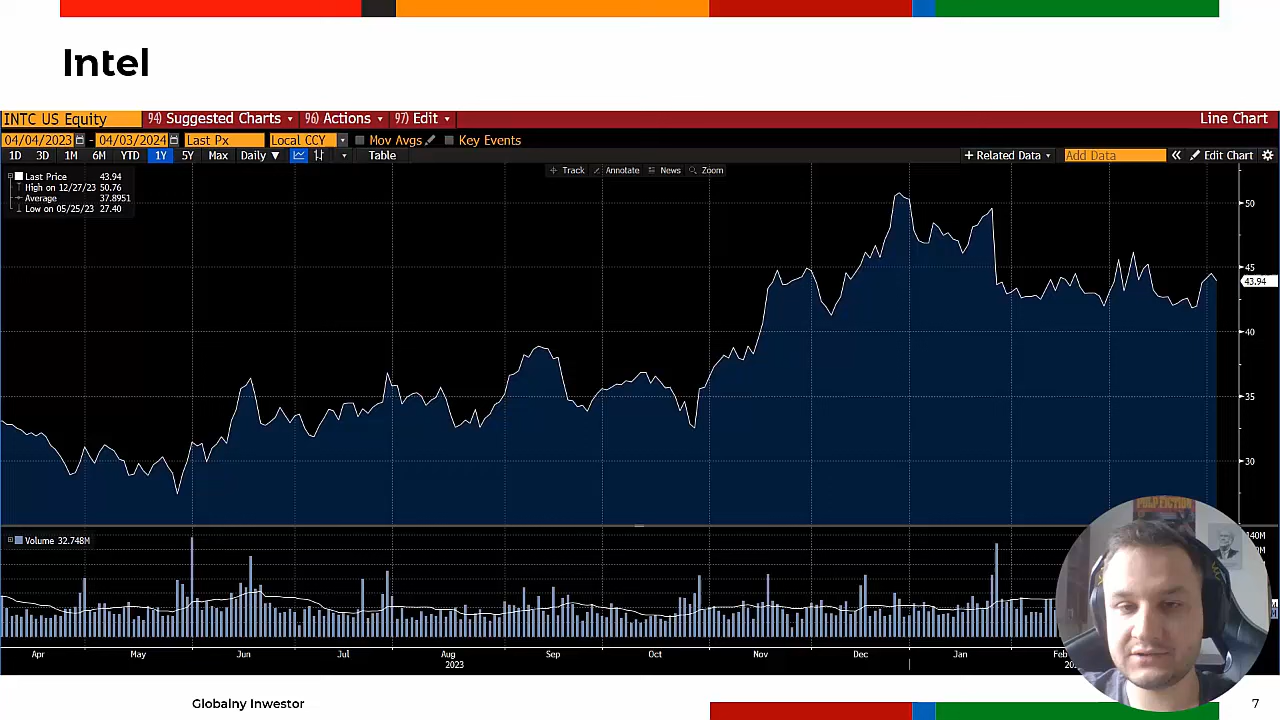 Intel
INTC US Equity 94) Suggested Charts 96) Actions 97) Edit Line Chart
04/04/2023 - 04/03/2024 Last Px Local CCY Mov Avgs Key Events
1D 3D 1M 6M YTD 1Y 5Y Max Daily ▼ Table + Related Data Add Data « Edit Chart
Track Annotate News Zoom
Last Price 43.94
High on 12/27/23 50.76
Average 37.8951
Low on 05/25/23 27.40
50
45
43.94
40
35
30
PULP FICTION
Volume 32.748M
Apr May Jun Jul Aug Sep Oct Nov Dec Jan
2023
Globalny Inwestor
7